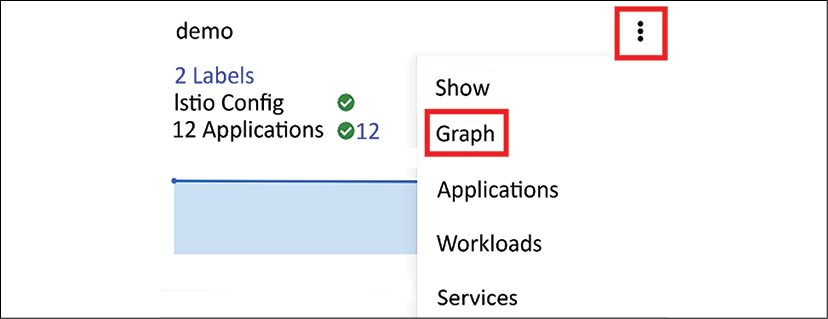 demo
2 Labels
Istio Config
12 Applications 12
Show
Graph
Applications
Workloads
Services